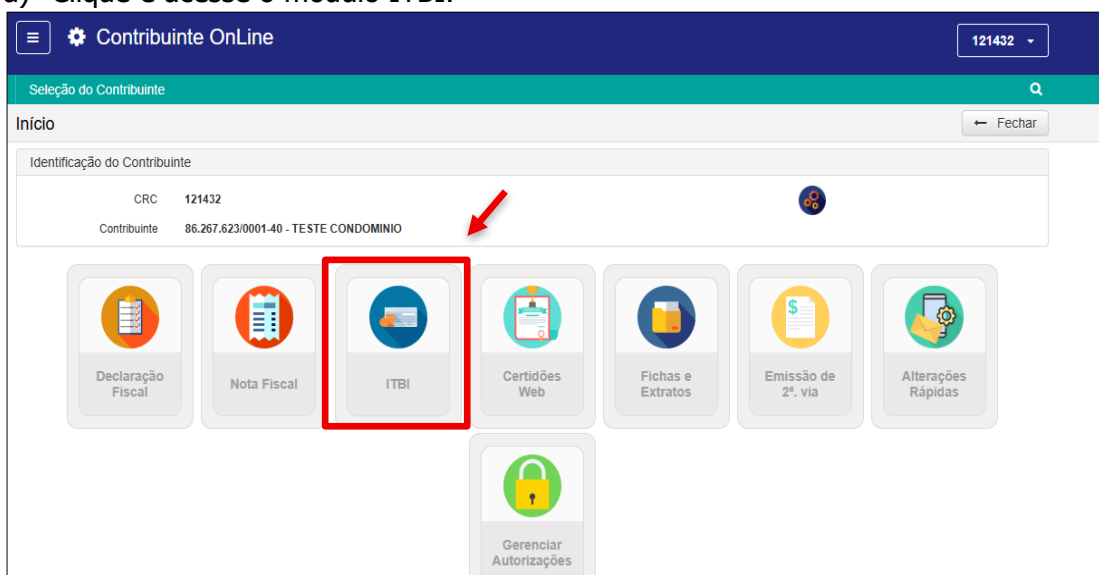 a) Clique e acesse o módulo ITBI.
Contribuinte OnLine
121432
Seleção do Contribuinte
Início
← Fechar
Identificação do Contribuinte
CRC 121432
Contribuinte 86.267.623/0001-40 - TESTE CONDOMINIO
Declaração
Fiscal
Nota Fiscal
ITBI
Certidões
Web
Fichas e
Extratos
$
Emissão de
2ª. via
Alterações
Rápidas
Gerenciar
Autorizações